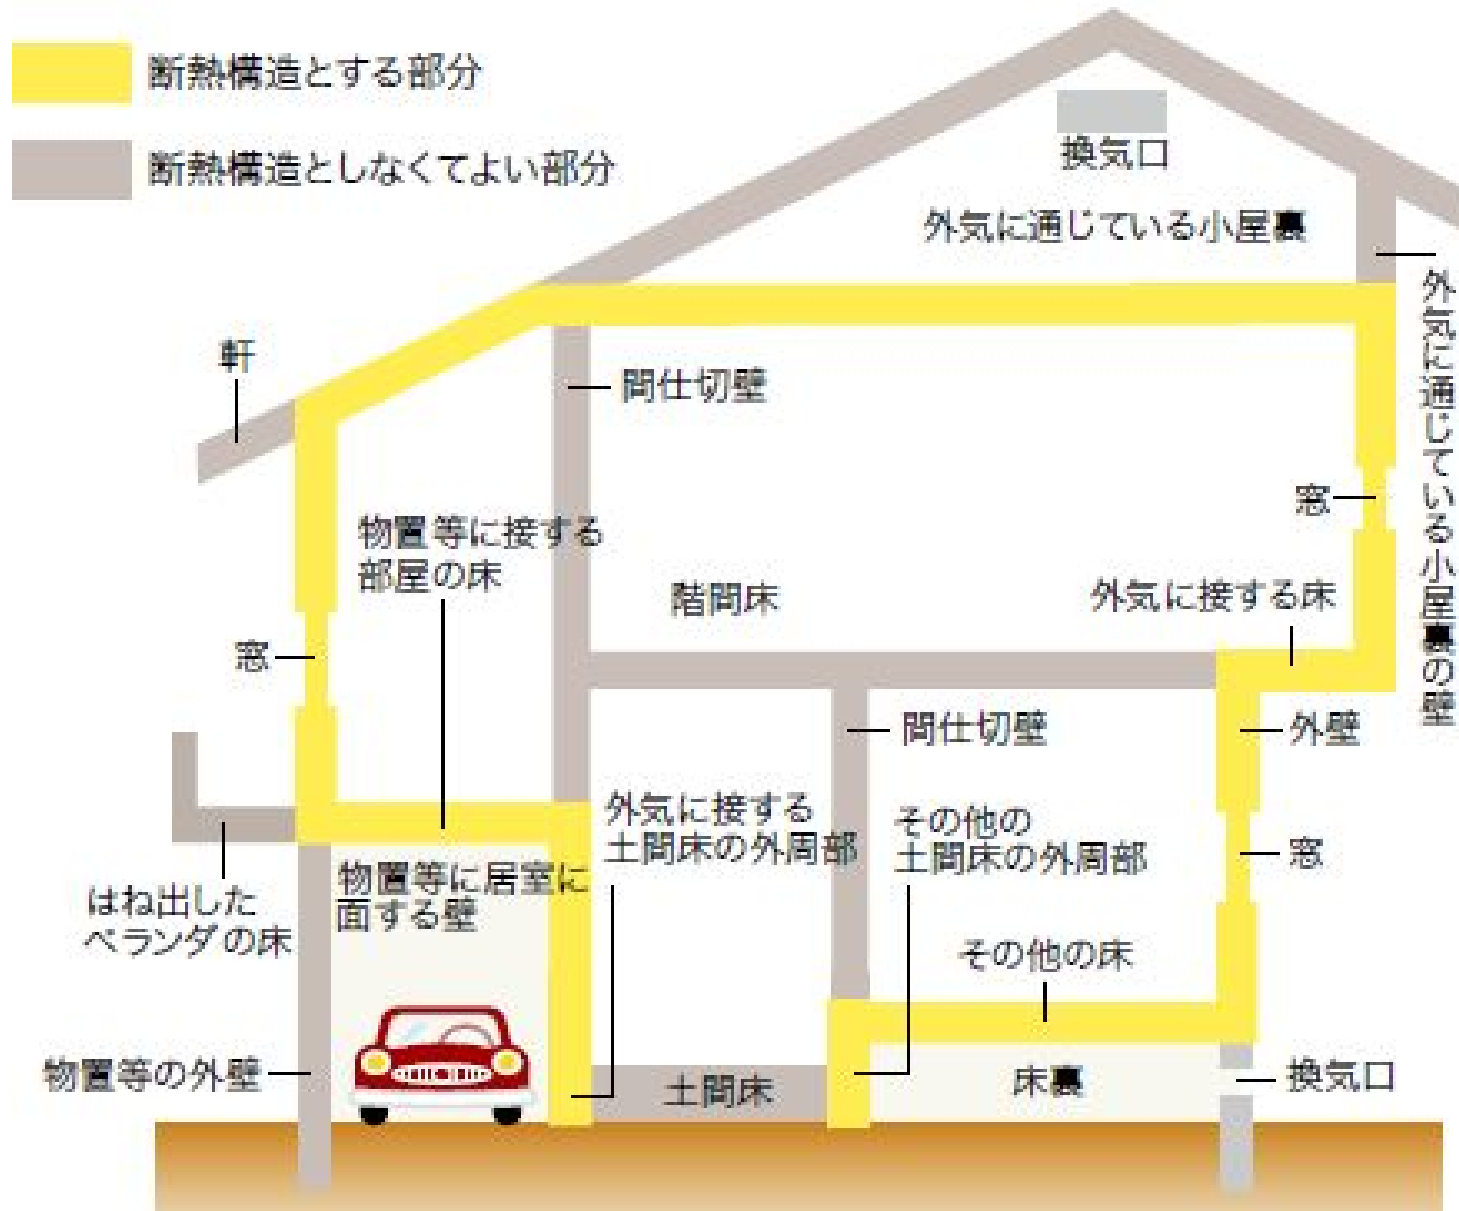 断熱構造とする部分
断熱構造としなくてよい部分
換気口
外気に通じている小屋裏
外気に通じている小屋裏の壁
軒
間仕切壁
窓
物置等に接する
部屋の床
階間床
外気に接する床
窓
間仕切壁
外壁
外気に接する
土間床の外周部
その他の
土間床の外周部
窓
物置等に居室に
面する壁
はね出した
ベランダの床
その他の床
物置等の外壁
土間床
床裏
換気口